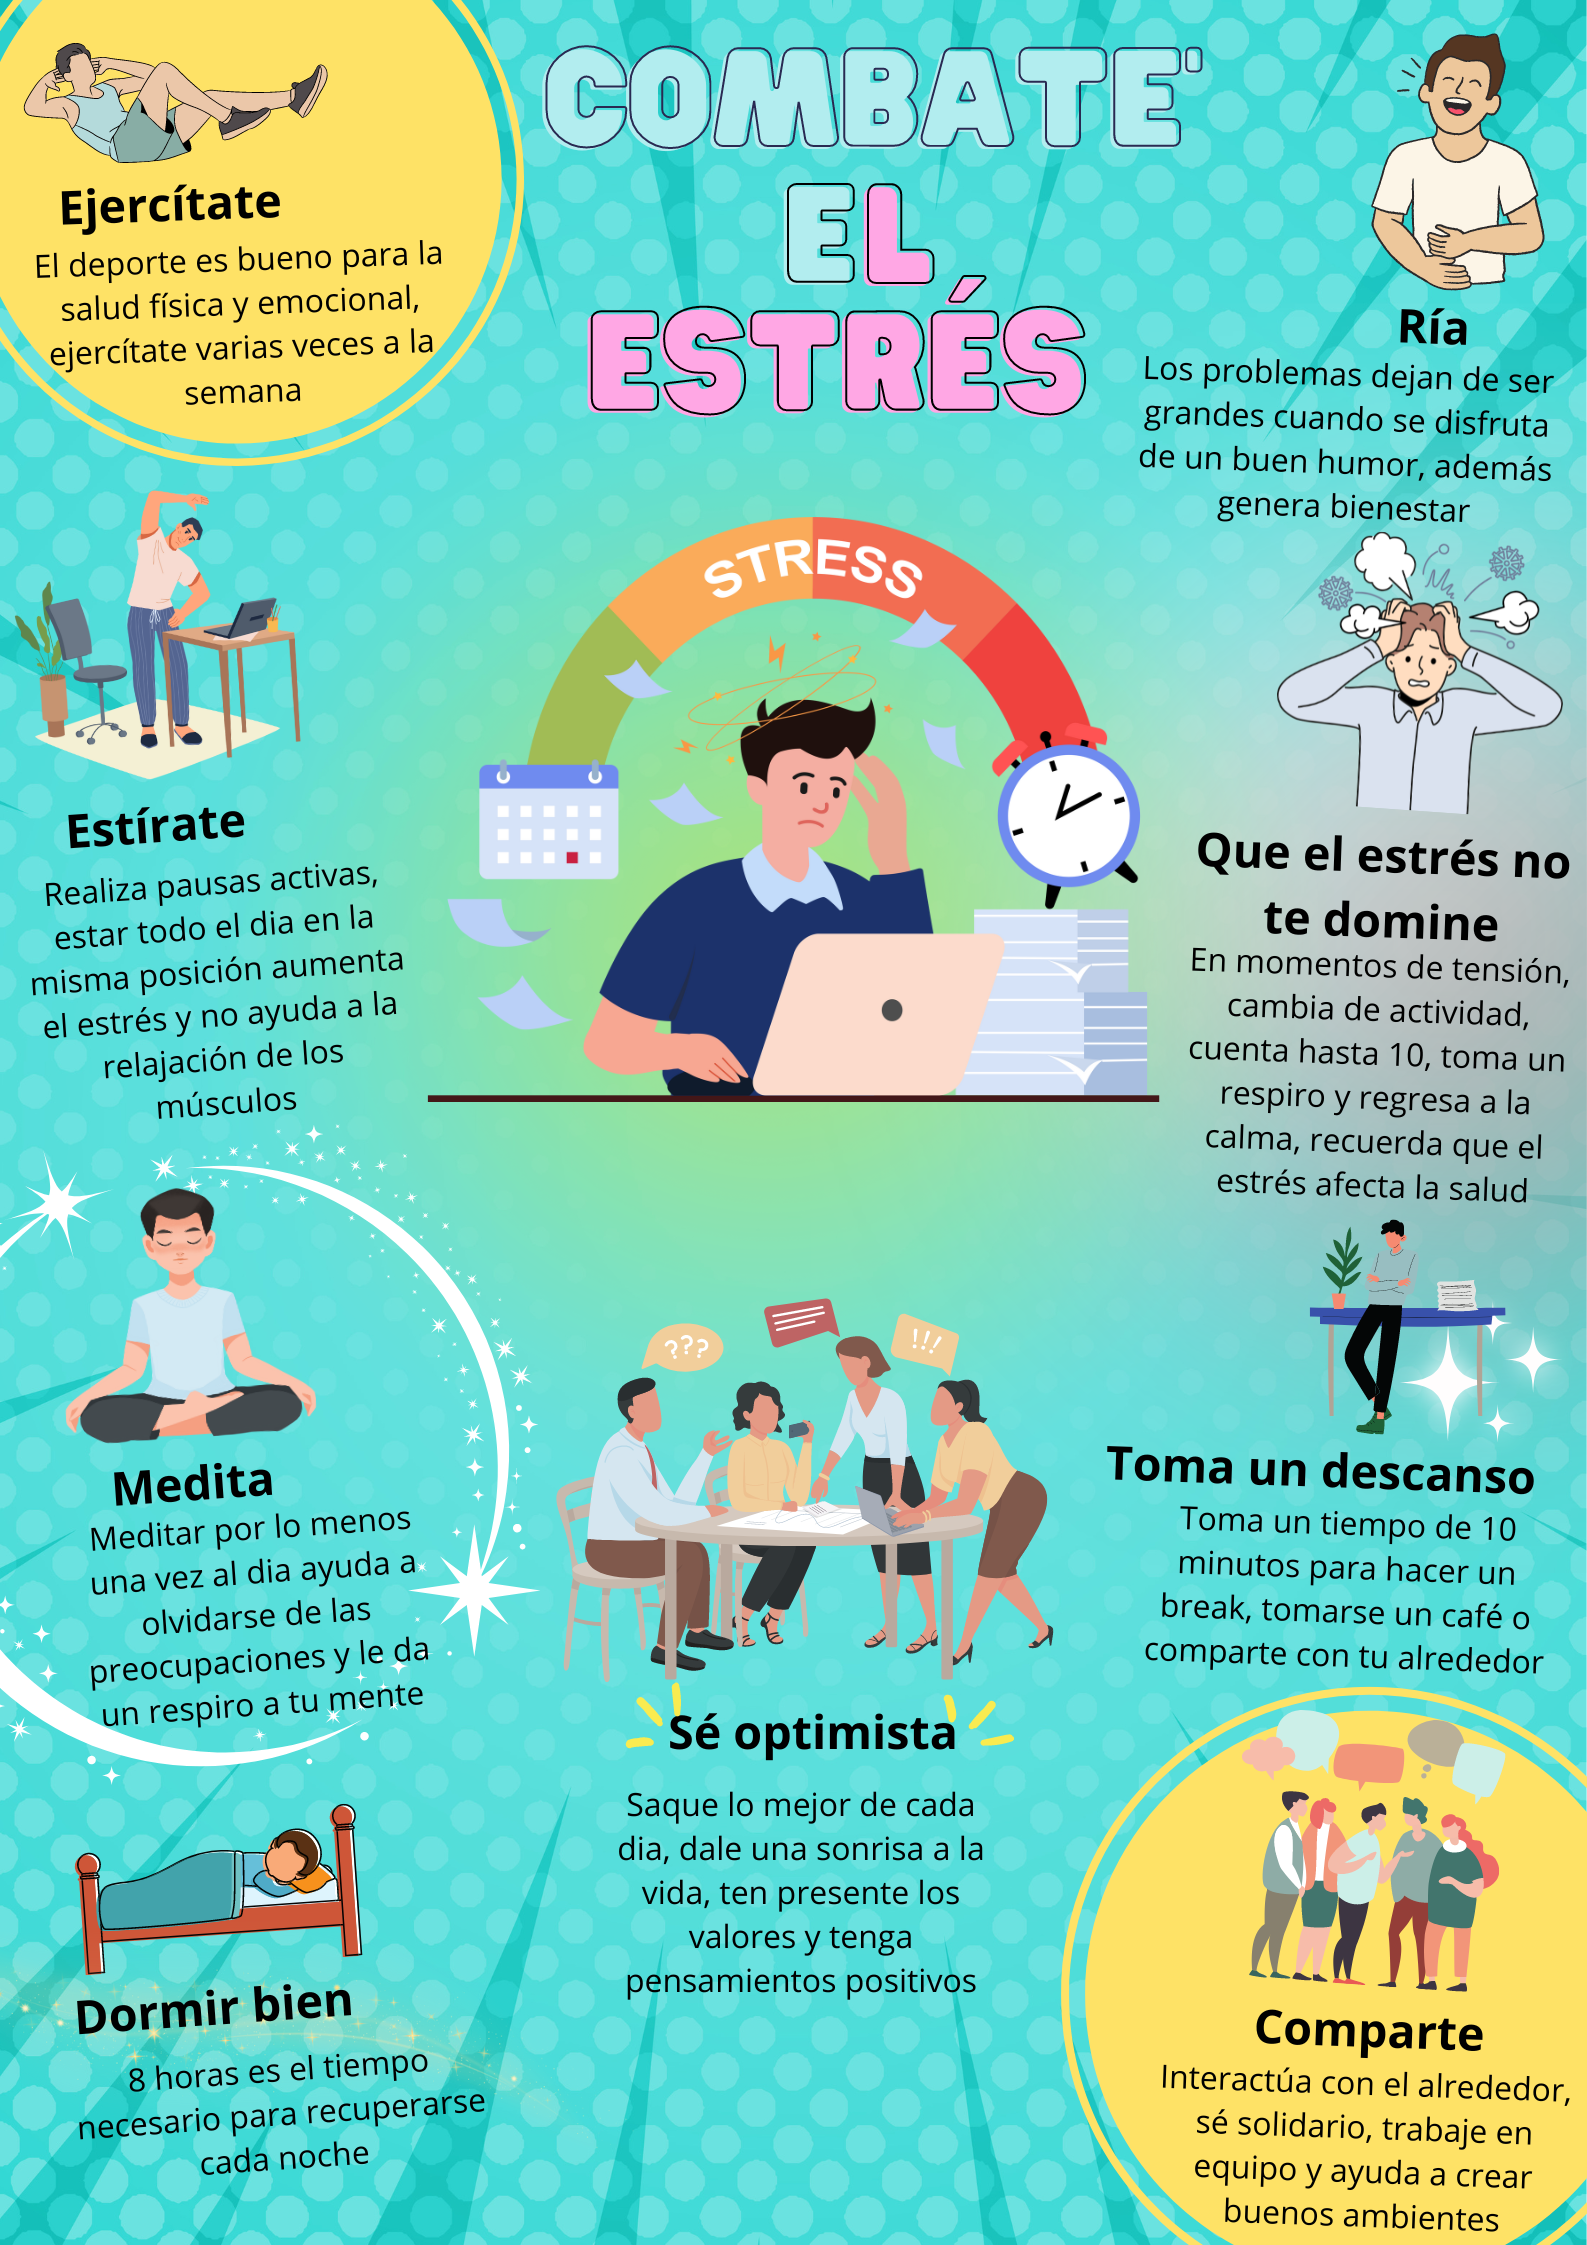 COMBATE'
EL
ESTRÉS
Ejercítate
El deporte es bueno para la
salud física y emocional,
ejercítate varias veces a la
semana
Ría
Los problemas dejan de ser
grandes cuando se disfruta
de un buen humor, además
genera bienestar
STRESS
Estírate
Realiza pausas activas,
estar todo el dia en la
misma posición aumenta
el estrés y no ayuda a la
relajación de los
músculos
Que el estrés no
te domine
En momentos de tensión,
cambia de actividad,
cuenta hasta 10, toma un
respiro y regresa a la
calma, recuerda que el
estrés afecta la salud
Medita
Meditar por lo menos
una vez al dia ayuda a
olvidarse de las
preocupaciones y le da
un respiro a tu mente
???
!!!
Toma un descanso
Toma un tiempo de 10
minutos para hacer un
break, tomarse un café o
comparte con tu alrededor
Sé optimista
Saque lo mejor de cada
dia, dale una sonrisa a la
vida, ten presente los
valores y tenga
pensamientos positivos
Dormir bien
8 horas es el tiempo
necesario para recuperarse
cada noche
Comparte
Interactúa con el alrededor,
sé solidario, trabaje en
equipo y ayuda a crear
buenos ambientes